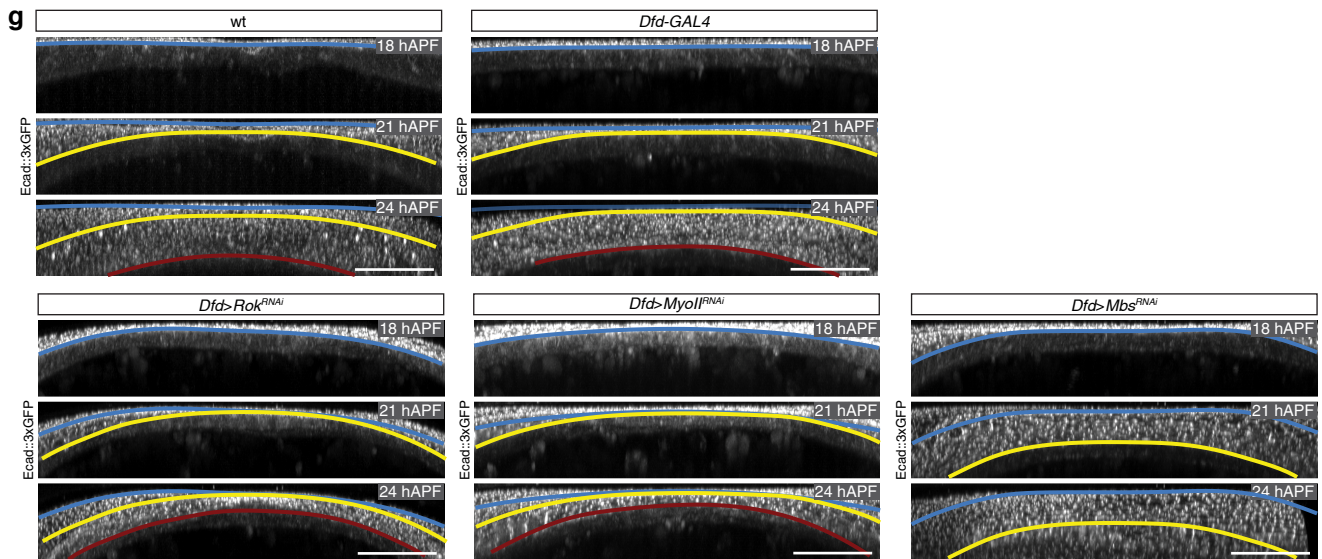 g
wt
Dfd-GAL4
Ecad::3xGFP
18 hAPF
18 hAPF
21 hAPF
21 hAPF
24 hAPF
24 hAPF
Dfd>Rok^RNAi
Dfd>MyoII^RNAi
Dfd>Mbs^RNAi
Ecad::3xGFP
Ecad::3xGFP
Ecad::3xGFP
Ecad::3xGFP
18 hAPF
18 hAPF
18 hAPF
21 hAPF
21 hAPF
21 hAPF
24 hAPF
24 hAPF
24 hAPF